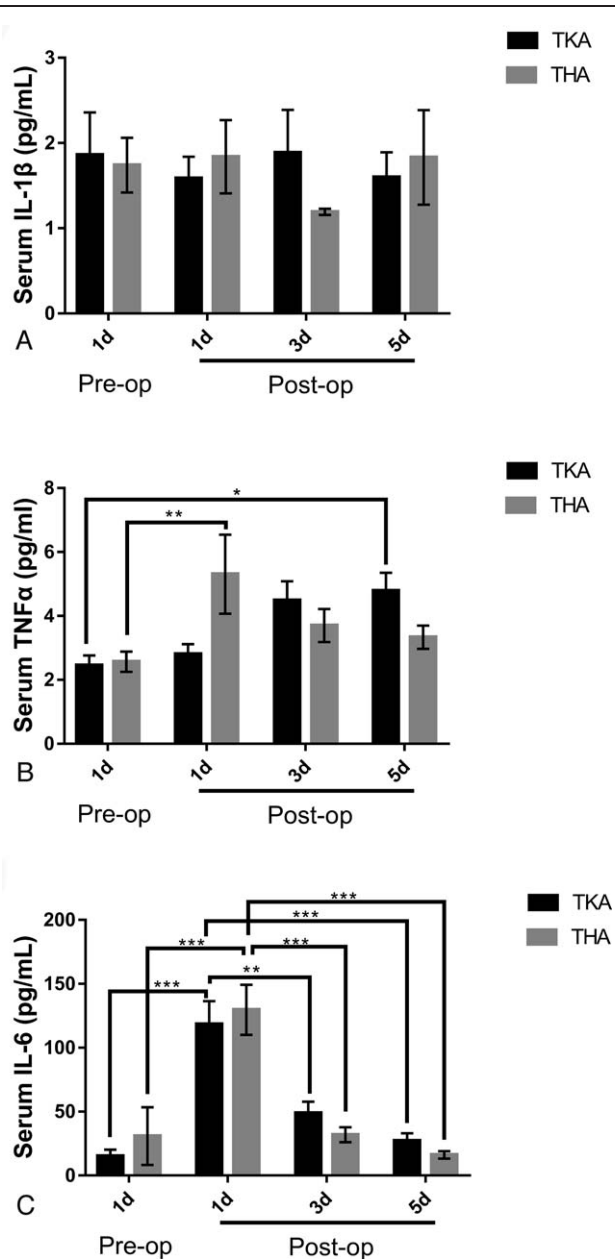 TKA
THA
Serum IL-1β (pg/mL)
3
2
1
0
A
1d
1d
3d
5d
Pre-op
Post-op
TKA
THA
Serum TNFα (pg/ml)
8
6
4
2
0
*
**
B
1d
1d
3d
5d
Pre-op
Post-op
TKA
THA
Serum IL-6 (pg/mL)
200
150
100
50
0
***
***
***
***
***
**
C
1d
1d
3d
5d
Pre-op
Post-op